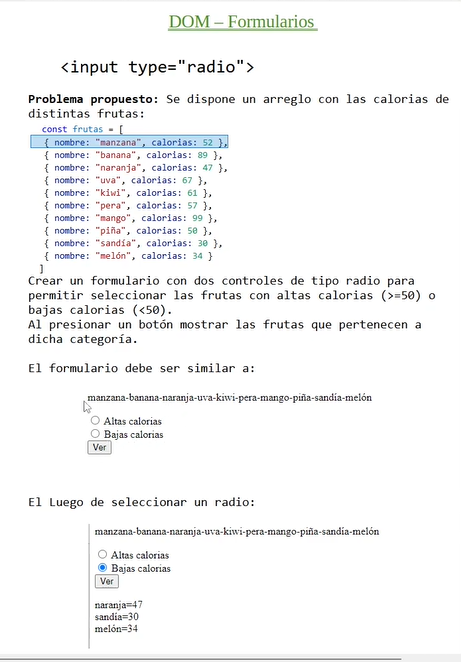 DOM – Formularios
<input type="radio">
Problema propuesto: Se dispone un arreglo con las calorias de
distintas frutas:
const frutas = [
{ nombre: "manzana", calorias: 52 },
{ nombre: "banana", calorias: 89 },
{ nombre: "naranja", calorias: 47 },
{ nombre: "uva", calorias: 67 },
{ nombre: "kiwi", calorias: 61 },
{ nombre: "pera", calorias: 57 },
{ nombre: "mango", calorias: 99 },
{ nombre: "piña", calorias: 50 },
{ nombre: "sandía", calorias: 30 },
{ nombre: "melón", calorias: 34 }
]
Crear un formulario con dos controles de tipo radio para
permitir seleccionar las frutas con altas calorias (>=50) o
bajas calorias (<50).
Al presionar un botón mostrar las frutas que pertenecen a
dicha categoría.
El formulario debe ser similar a:
manzana-banana-naranja-uva-kiwi-pera-mango-piña-sandía-melón
Altas calorias
Bajas calorias
Ver
El Luego de seleccionar un radio:
manzana-banana-naranja-uva-kiwi-pera-mango-piña-sandía-melón
Altas calorias
Bajas calorias
Ver
naranja=47
sandía=30
melón=34